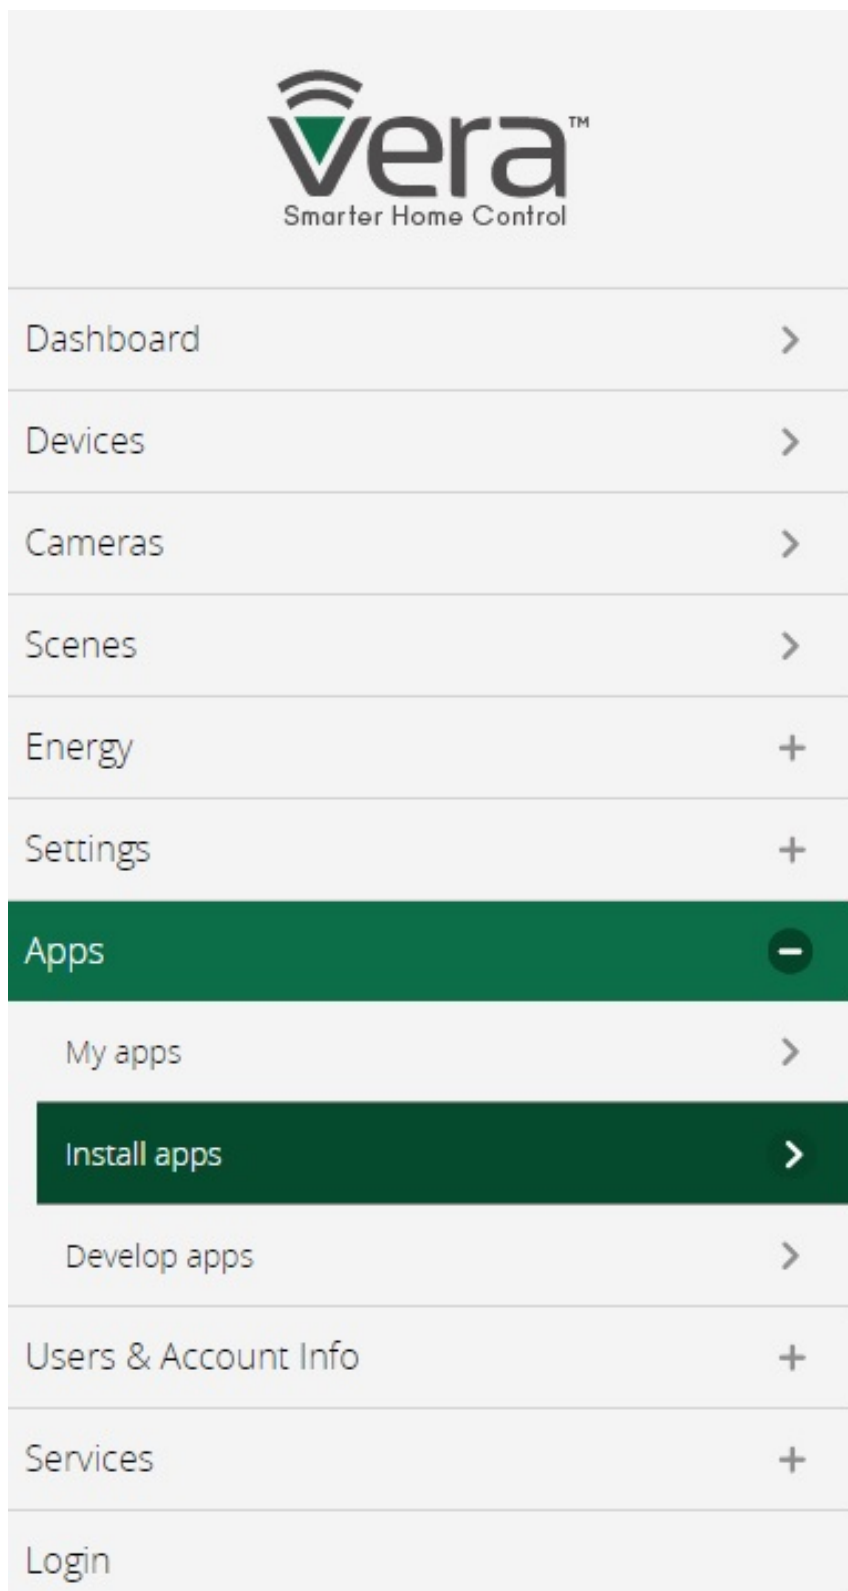 vera™
Smarter Home Control
Dashboard
Devices
Cameras
Scenes
Energy
Settings
Apps
My apps
Install apps
Develop apps
Users & Account Info
Services
Login